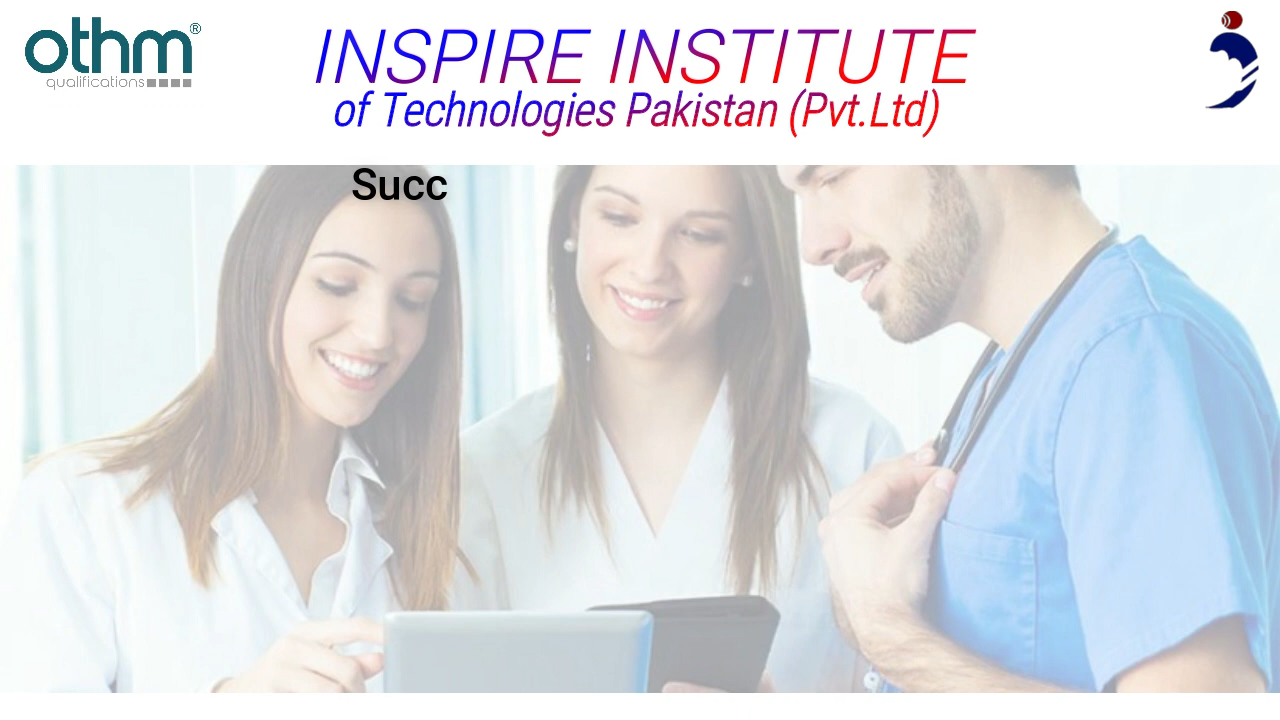 othm®
qualifications
INSPIRE INSTITUTE
of Technologies Pakistan (Pvt.Ltd)
Succ